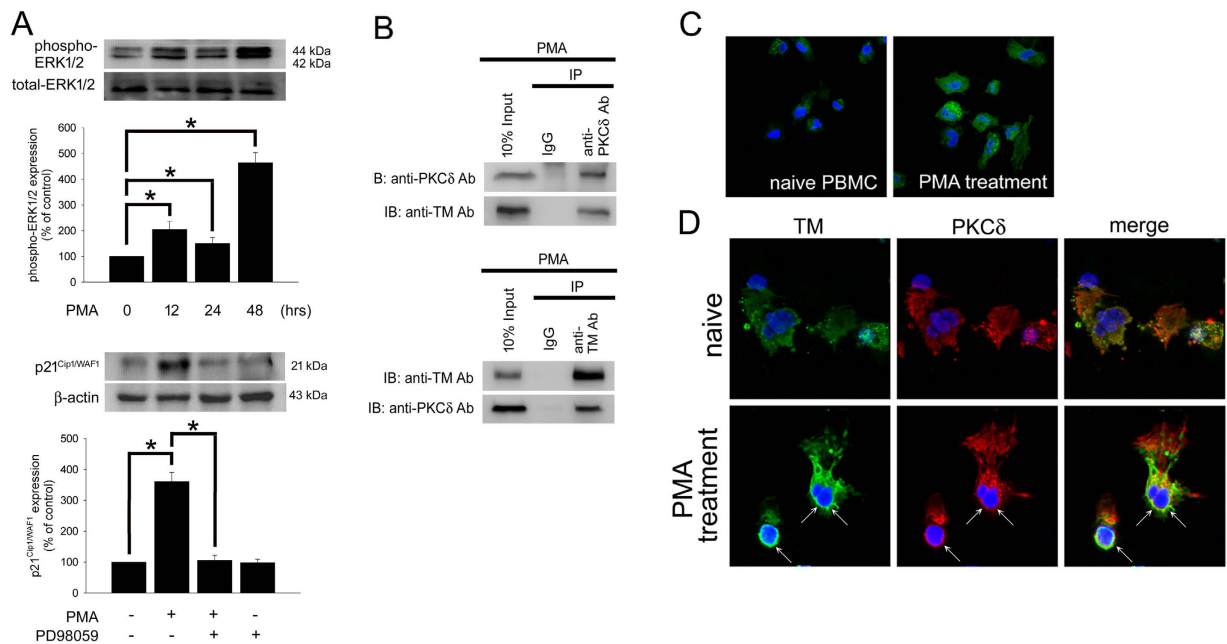 A
phospho-
ERK1/2
44 kDa
42 kDa
total-ERK1/2
phospho-ERK1/2 expression
(% of control)
600
500
400
300
200
100
0
*
*
*
PMA 0 12 24 48 (hrs)
p21Cip1/WAF1
21 kDa
β-actin
43 kDa
p21Cip1/WAF1 expression
(% of control)
500
400
300
200
100
0
*
*
PMA - + + -
PD98059 - - + +
B
PMA
IP
10% Input
IgG
anti-
PKCδ Ab
B: anti-PKCδ Ab
IB: anti-TM Ab
PMA
IP
10% Input
IgG
anti-
TM Ab
IB: anti-TM Ab
IB: anti-PKCδ Ab
C
naive PBMC
PMA treatment
D
TM PKCδ merge
naive
PMA
treatment